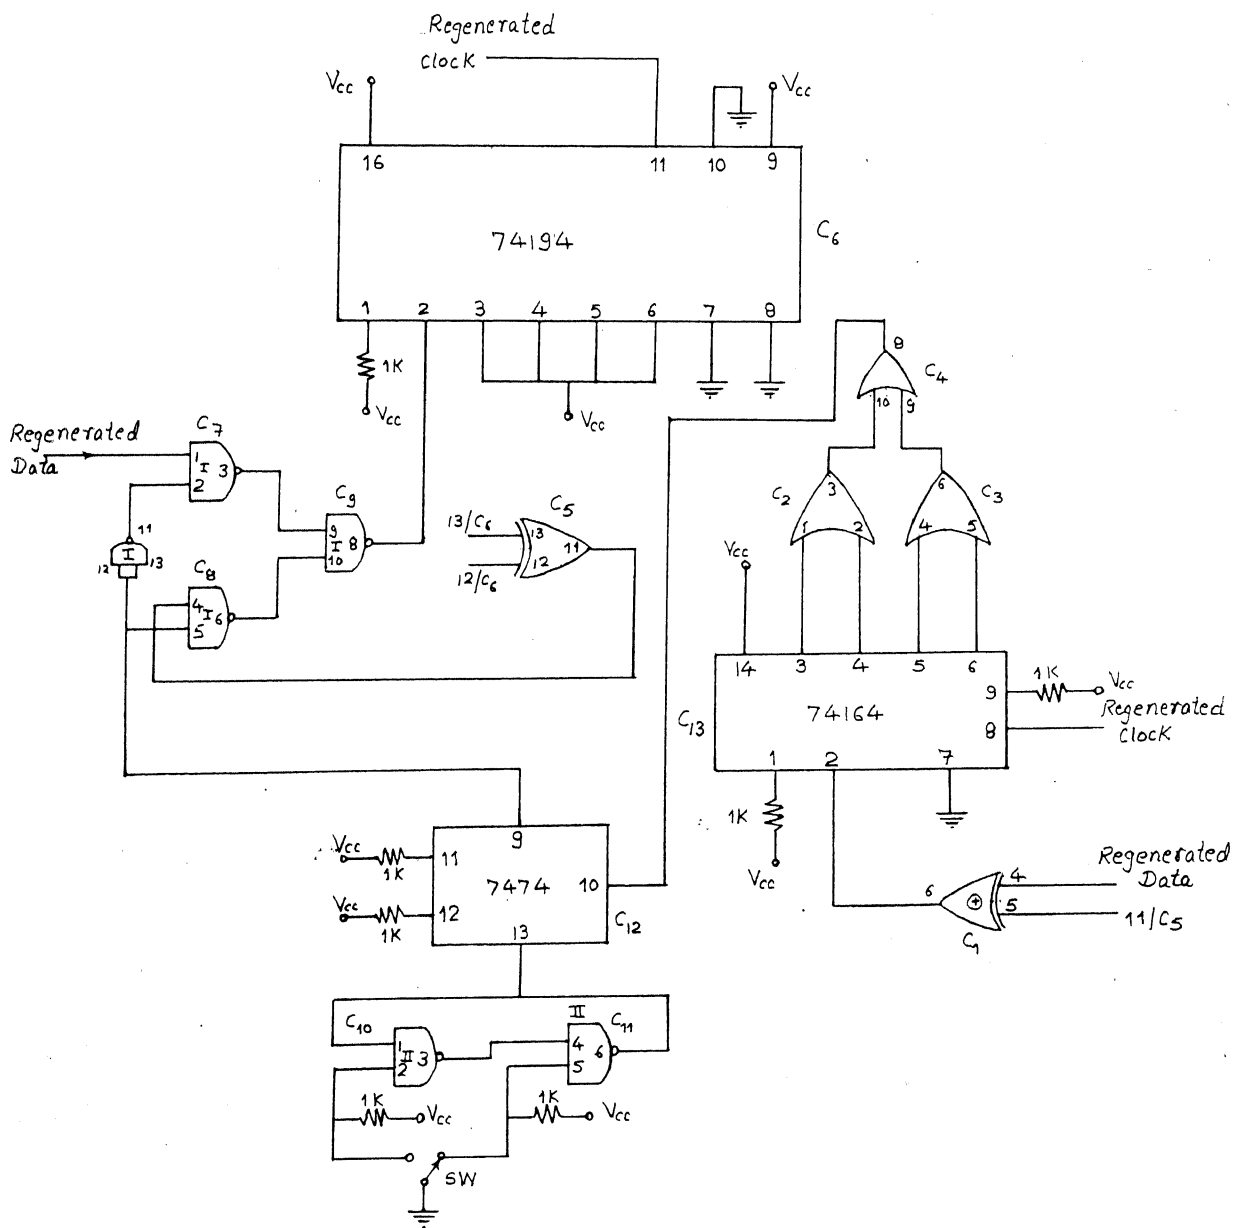 Regenerated
Clock
Vcc
Vcc
16
11
10
9
74194
C6
1
2
3
4
5
6
7
8
1K
Vcc
Vcc
8
C4
10
9
Regenerated
Data
C7
1
I
3
2
C9
9
I
8
10
11
I
12
13
C8
4
I
6
5
13/C6
12/C6
C5
13
12
11
C2
3
1
2
C3
6
4
5
Vcc
14
3
4
5
6
9
1K
Vcc
74164
C13
8
Regenerated
Clock
1
2
7
1K
Vcc
9
Vcc
1K
11
7474
10
Vcc
1K
12
C12
13
Regenerated
Data
6
4
5
11/C5
C1
C10
1
II
3
2
II
C11
4
5
6
1K
Vcc
1K
Vcc
SW